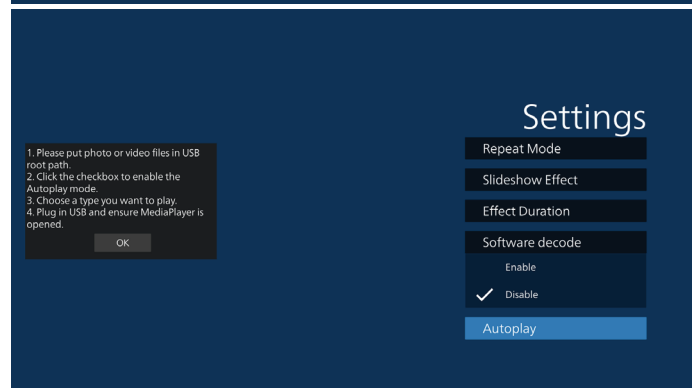 Settings
1. Please put photo or video files in USB
root path.
2. Click the checkbox to enable the
Autoplay mode.
3. Choose a type you want to play.
4. Plug in USB and ensure MediaPlayer is
opened.
OK
Repeat Mode
Slideshow Effect
Effect Duration
Software decode
Enable
Disable
Autoplay